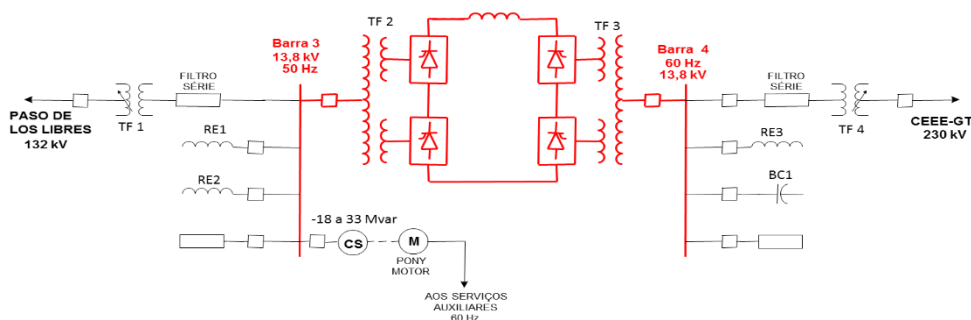 TF 2
TF 3
Barra 3
13,8 kV
50 Hz
Barra 4
60 Hz
13,8 kV
FILTRO
SÉRIE
FILTRO
SÉRIE
PASO DE
LOS LIBRES
132 kV
TF 1
TF 4
CEEE-GT
230 kV
RE1
RE3
RE2
BC1
-18 a 33 Mvar
CS
M
PONY
MOTOR
AOS SERVIÇOS
AUXILIARES
60 Hz